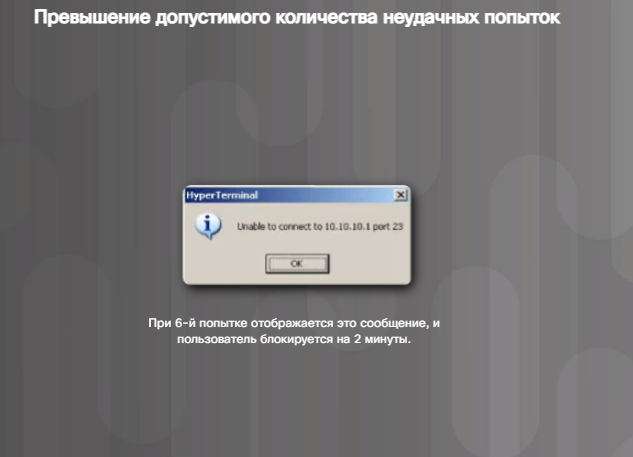 Превышение допустимого количества неудачных попыток
HyperTerminal
Unable to connect to 10.10.10.1 port 23
OK
При 6-й попытке отображается это сообщение, и
пользователь блокируется на 2 минуты.